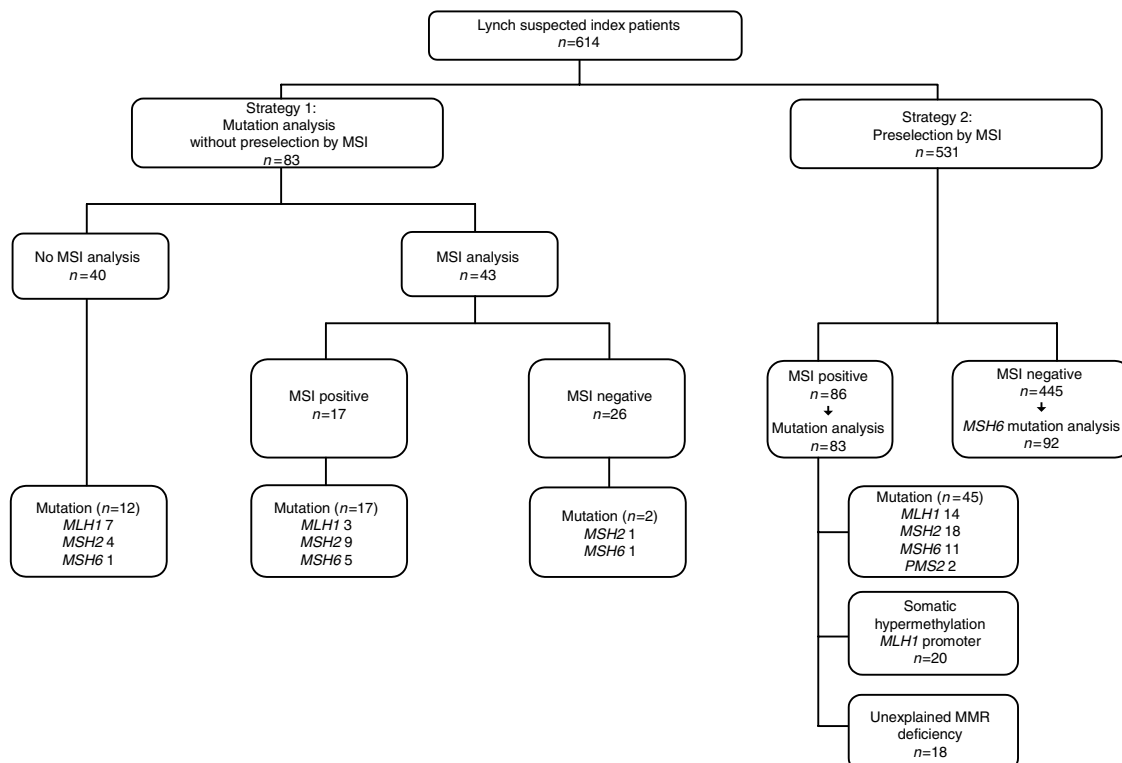 Lynch suspected index patients
n=614
Strategy 1:
Mutation analysis
without preselection by MSI
n=83
Strategy 2:
Preselection by MSI
n=531
No MSI analysis
n=40
MSI analysis
n=43
MSI positive
n=17
MSI negative
n=26
MSI positive
n=86
Mutation analysis
n=83
MSI negative
n=445
MSH6 mutation analysis
n=92
Mutation (n=12)
MLH1 7
MSH2 4
MSH6 1
Mutation (n=17)
MLH1 3
MSH2 9
MSH6 5
Mutation (n=2)
MSH2 1
MSH6 1
Mutation (n=45)
MLH1 14
MSH2 18
MSH6 11
PMS2 2
Somatic
hypermethylation
MLH1 promoter
n=20
Unexplained MMR
deficiency
n=18